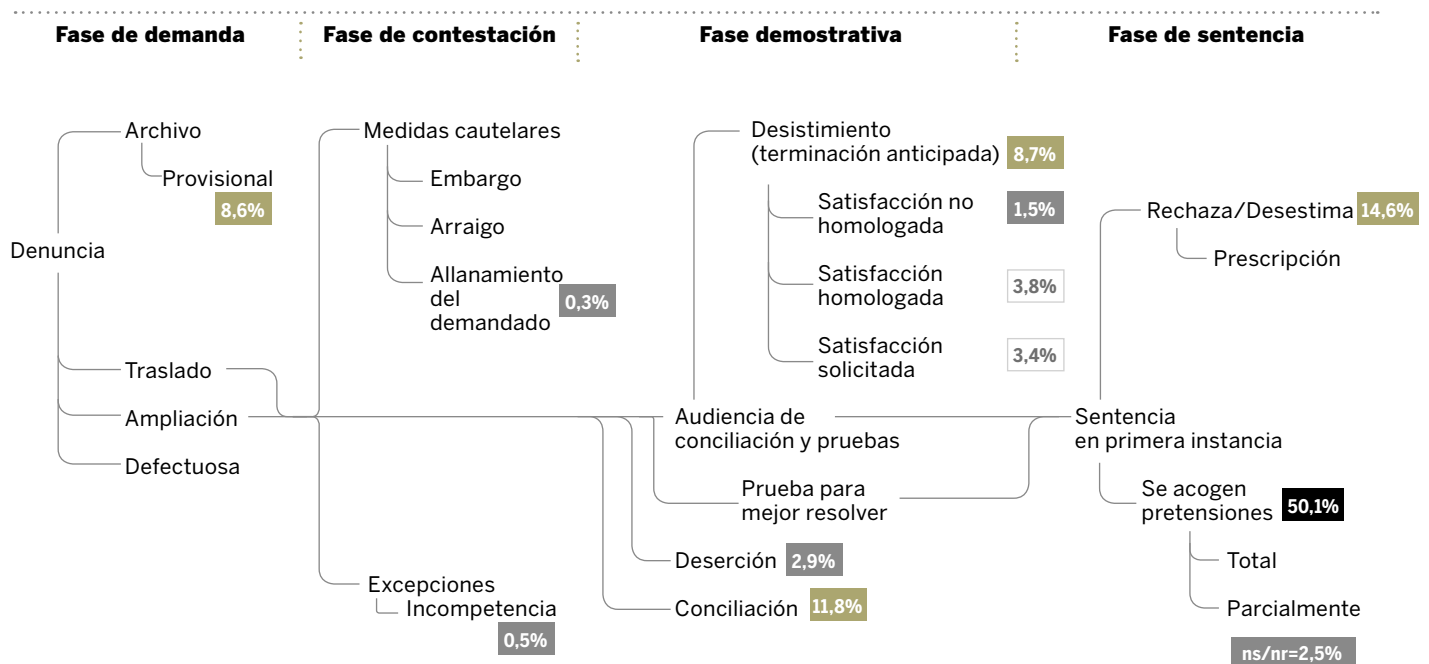 Fase de demanda
Fase de contestación
Fase demostrativa
Fase de sentencia
Denuncia
Archivo
Provisional
8,6%
Traslado
Ampliación
Defectuosa
Medidas cautelares
Embargo
Arraigo
Allanamiento
del
demandado
0,3%
Excepciones
Incompetencia
0,5%
Desistimiento
(terminación anticipada)
8,7%
Satisfacción no
homologada
1,5%
Satisfacción
homologada
3,8%
Satisfacción
solicitada
3,4%
Audiencia de
conciliación y pruebas
Prueba para
mejor resolver
Deserción
2,9%
Conciliación
11,8%
Rechaza/Desestima
14,6%
Prescripción
Sentencia
en primera instancia
Se acogen
pretensiones
50,1%
Total
Parcialmente
ns/nr=2,5%